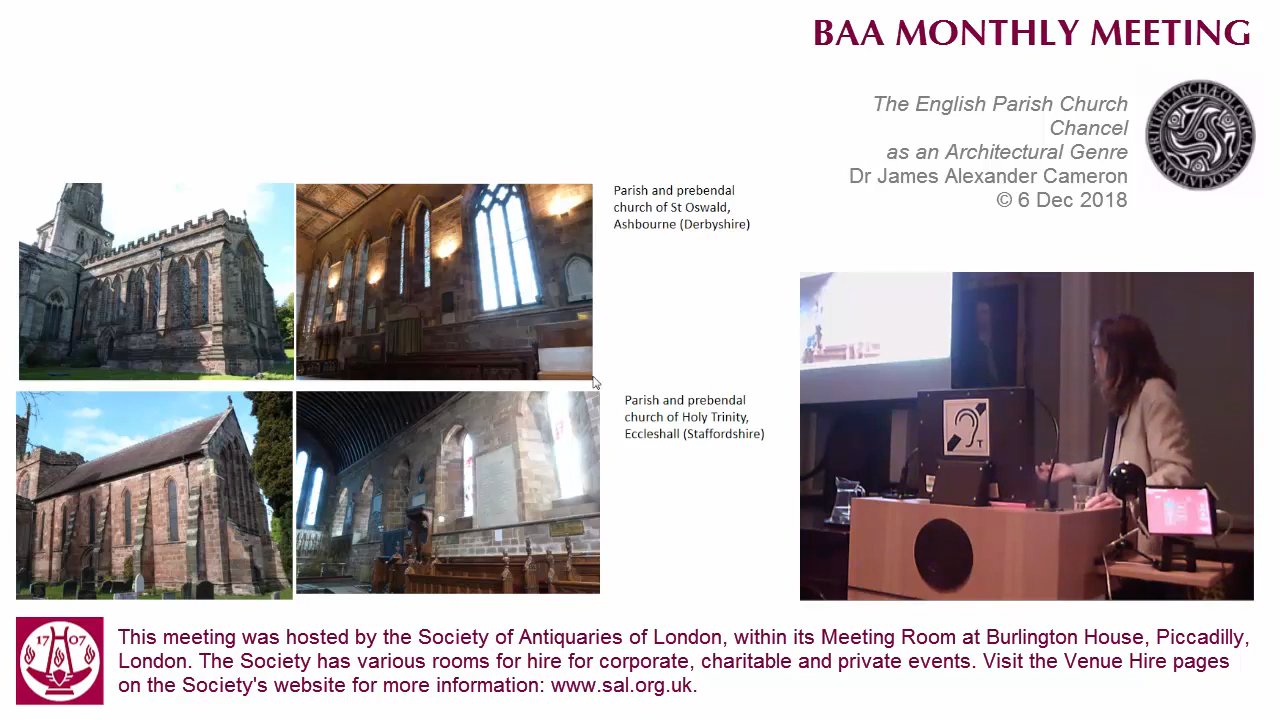 BAA MONTHLY MEETING
The English Parish Church
Chancel
as an Architectural Genre
Dr James Alexander Cameron
© 6 Dec 2018
BRITISH ARCHÆOLOGICAL ASSOCIATION
Parish and prebendal
church of St Oswald,
Ashbourne (Derbyshire)
Parish and prebendal
church of Holy Trinity,
Eccleshall (Staffordshire)
T
1707
This meeting was hosted by the Society of Antiquaries of London, within its Meeting Room at Burlington House, Piccadilly,
London. The Society has various rooms for hire for corporate, charitable and private events. Visit the Venue Hire pages
on the Society's website for more information: www.sal.org.uk.